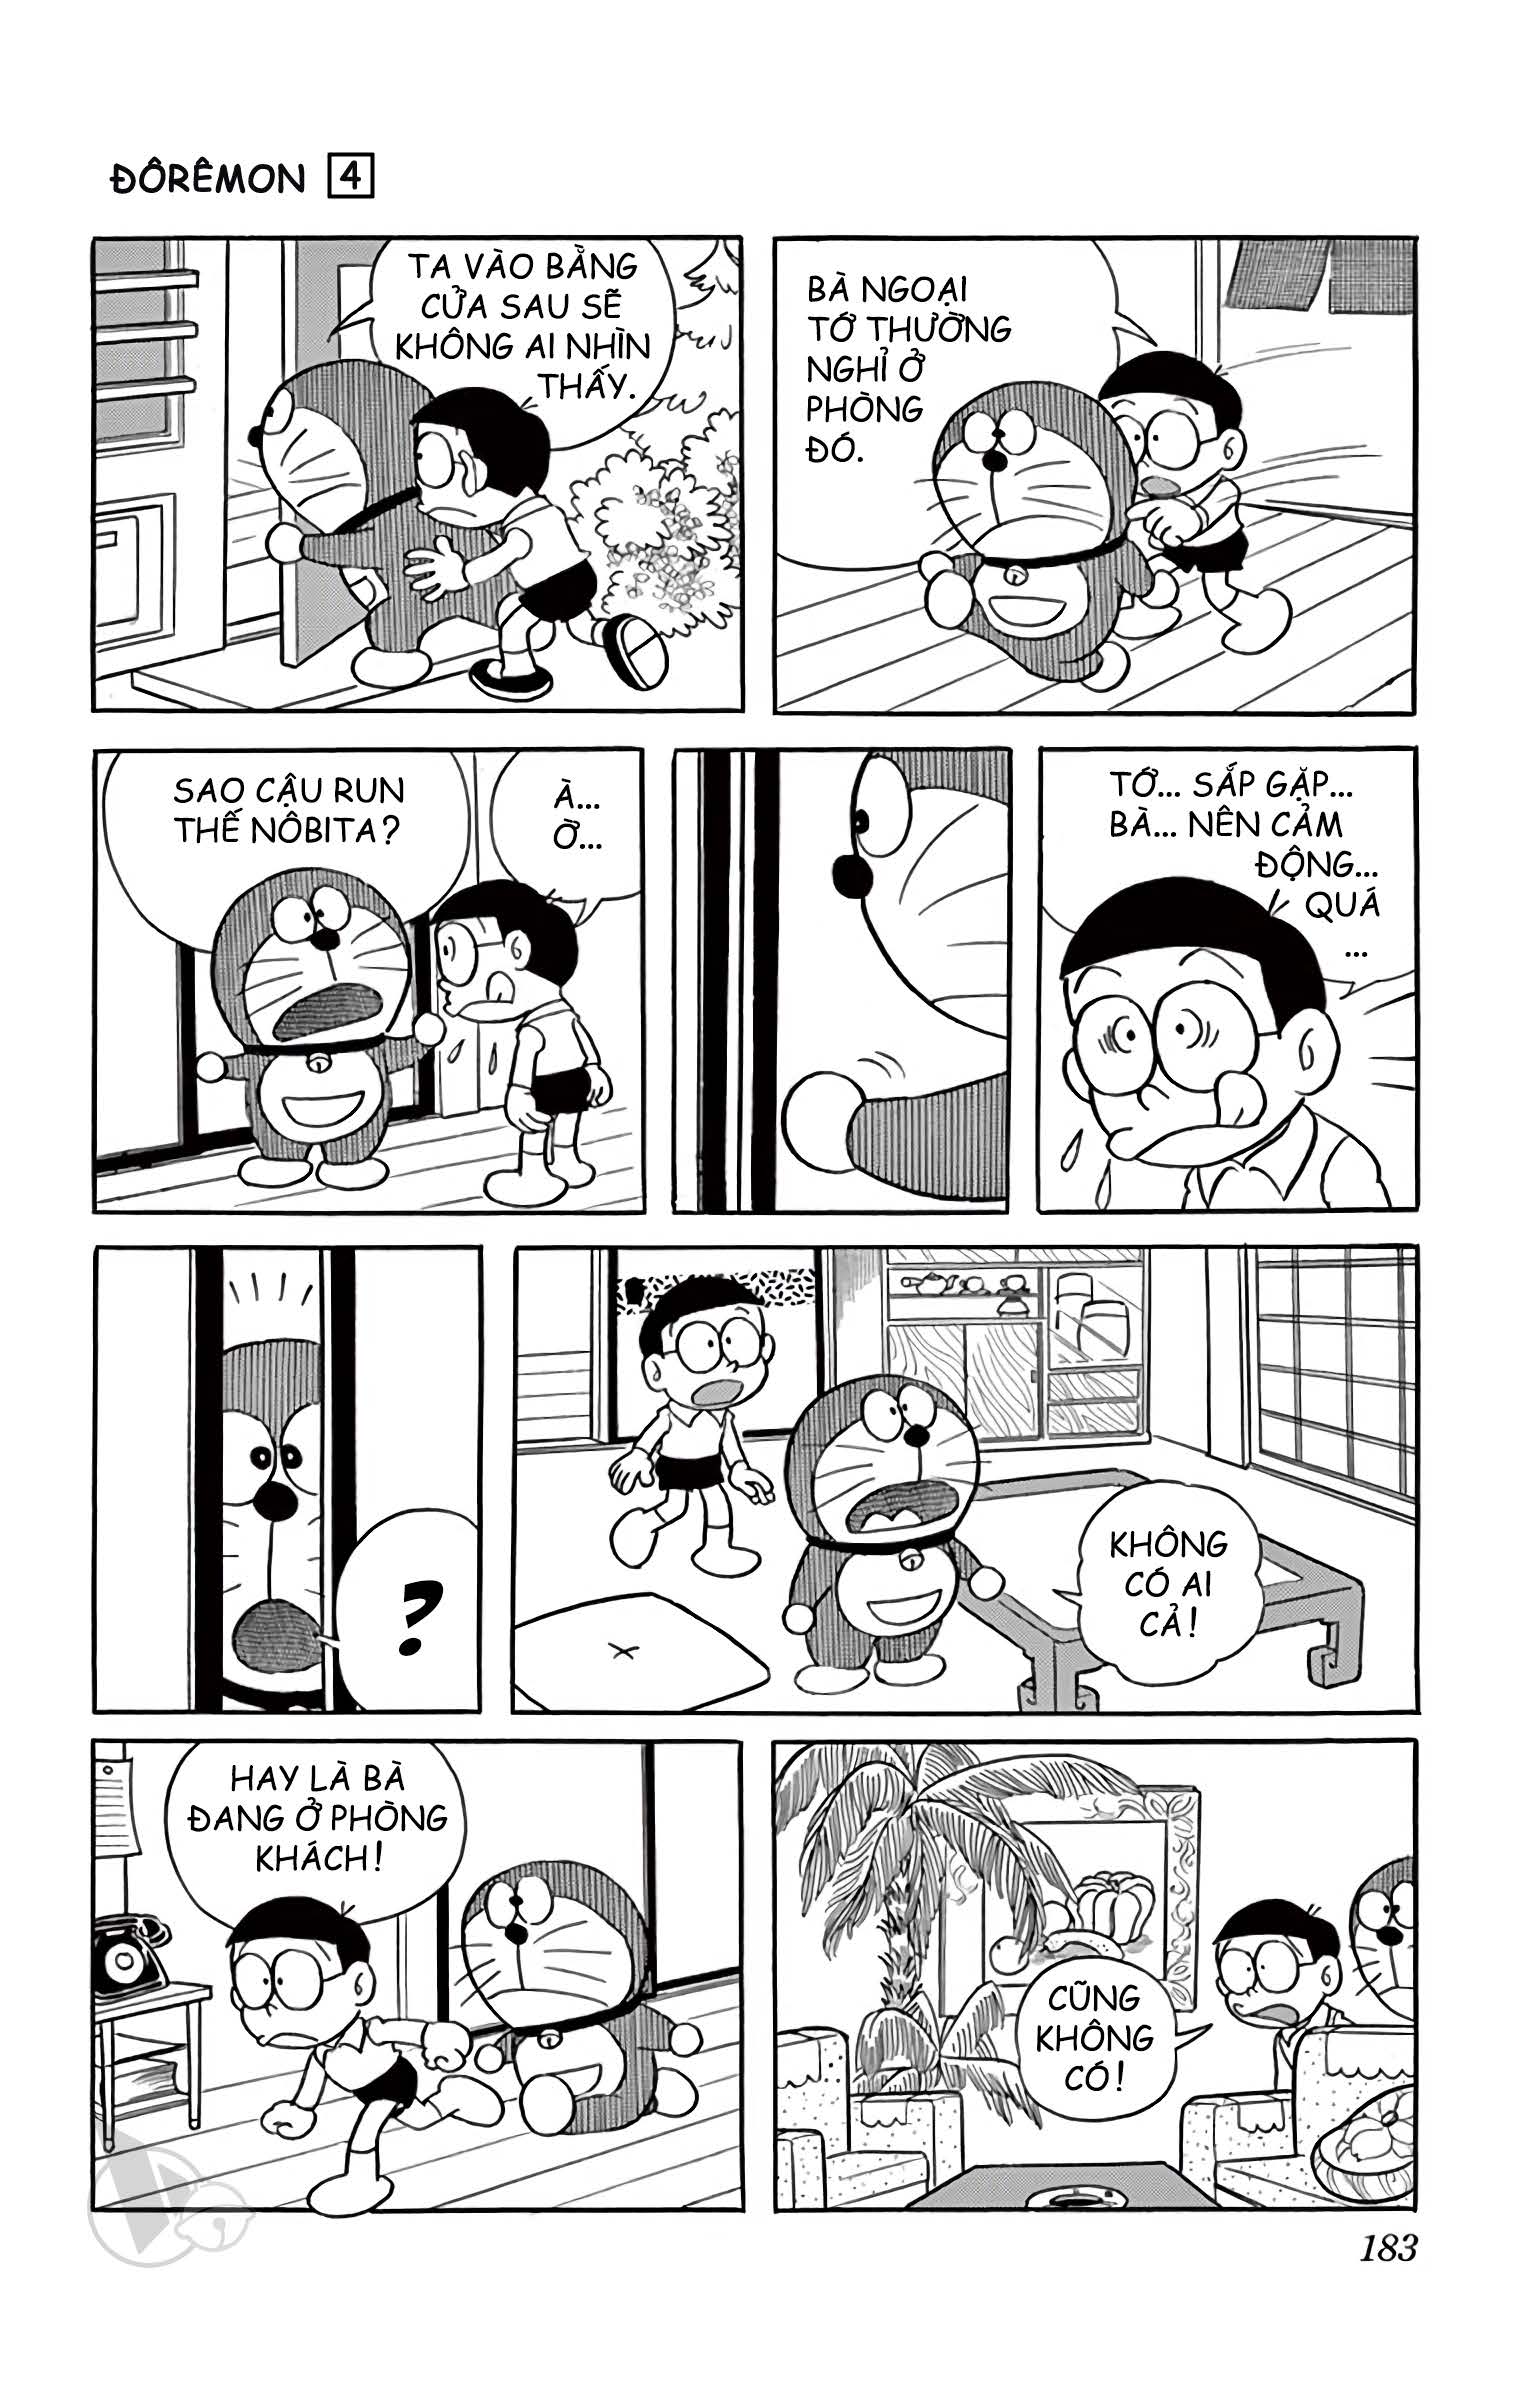 ĐÔRÊMON 4
TA VÀO BẰNG
CỬA SAU SẼ
KHÔNG AI NHÌN
THẤY.
BÀ NGOẠI
TỚ THƯỜNG
NGHỈ Ở
PHÒNG
ĐÓ.
SAO CẬU RUN
THẾ NÔBITA?
À...
Ờ...
TỚ... SẮP GẶP...
BÀ... NÊN CẢM
ĐỘNG...
QUÁ
...
?
KHÔNG
CÓ AI
CẢ!
HAY LÀ BÀ
ĐANG Ở PHÒNG
KHÁCH!
CŨNG
KHÔNG
CÓ!
183